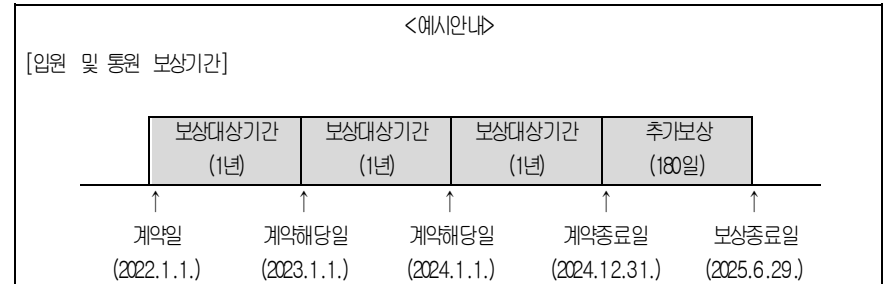 <예시안내>
[입원 및 통원 보상기간]
보상대상기간 보상대상기간 보상대상기간 추가보상
(1년) (1년) (1년) (180일)
↑ ↑ ↑ ↑ ↑
계약일 계약해당일 계약해당일 계약종료일 보상종료일
(2022.1.1.) (2023.1.1.) (2024.1.1.) (2024.12.31.) (2025.6.29.)